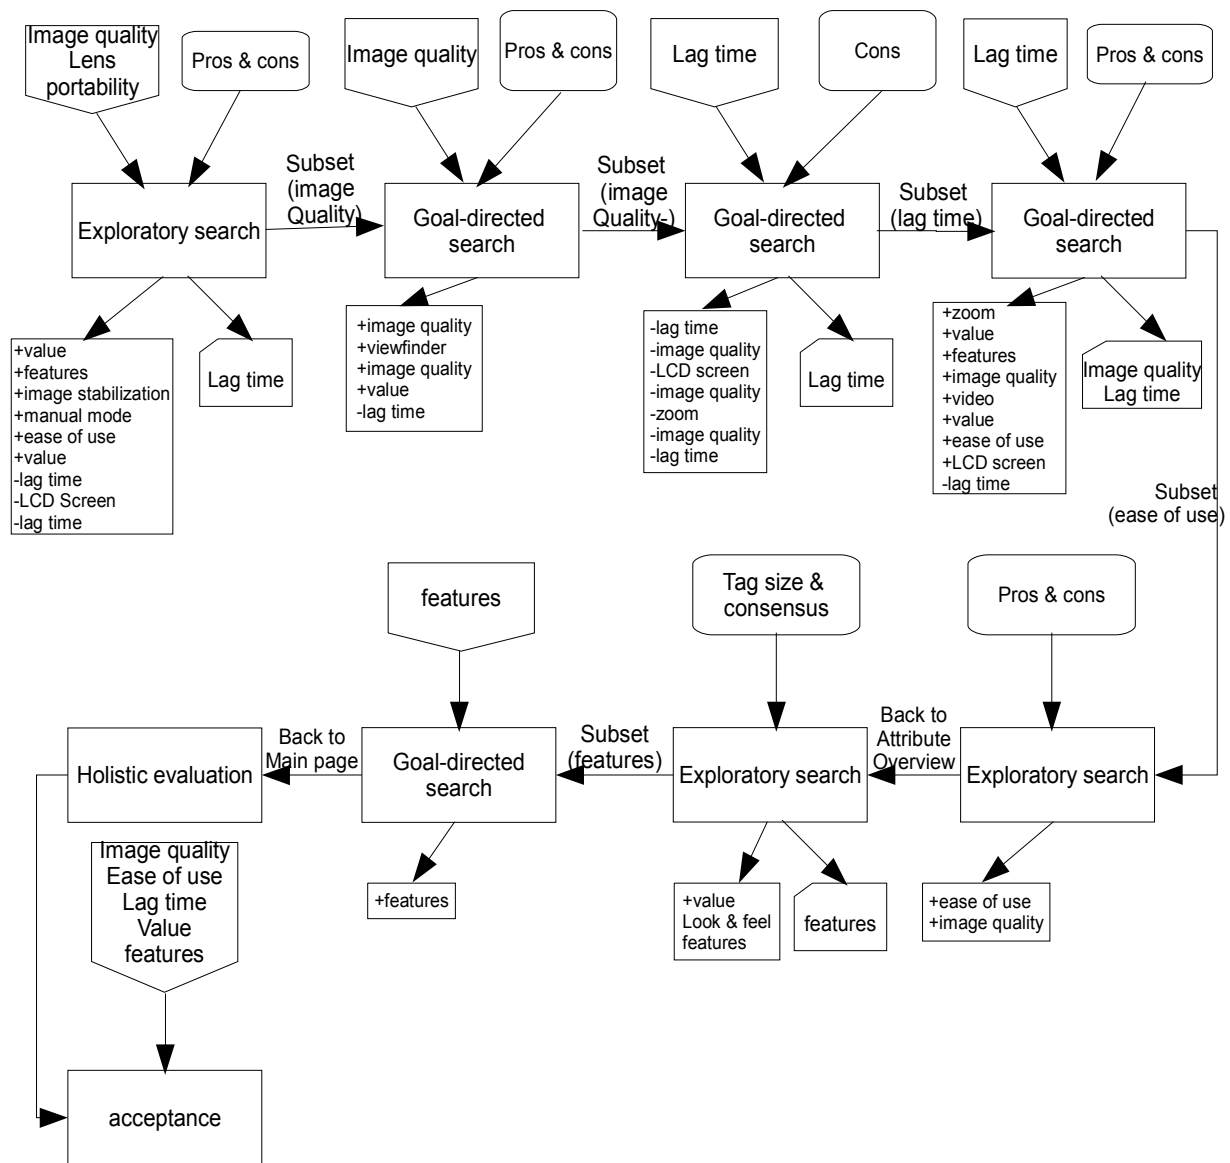 Image quality
Lens
portability
Pros & cons
Image quality
Pros & cons
Lag time
Cons
Lag time
Pros & cons
Exploratory search
Subset
(image
Quality)
Goal-directed
search
Subset
(image
Quality-)
Goal-directed
search
Subset
(lag time)
Goal-directed
search
+value
+features
+image stabilization
+manual mode
+ease of use
+value
-lag time
-LCD Screen
-lag time
Lag time
+image quality
+viewfinder
+image quality
+value
-lag time
-lag time
-image quality
-LCD screen
-image quality
-zoom
-image quality
-lag time
Lag time
+zoom
+value
+features
+image quality
+video
+value
+ease of use
+LCD screen
-lag time
Image quality
Lag time
Subset
(ease of use)
features
Tag size &
consensus
Pros & cons
Holistic evaluation
Back to
Main page
Goal-directed
search
Subset
(features)
Exploratory search
Back to
Attribute
Overview
Exploratory search
Image quality
Ease of use
Lag time
Value
features
+features
+value
Look & feel
features
features
+ease of use
+image quality
acceptance